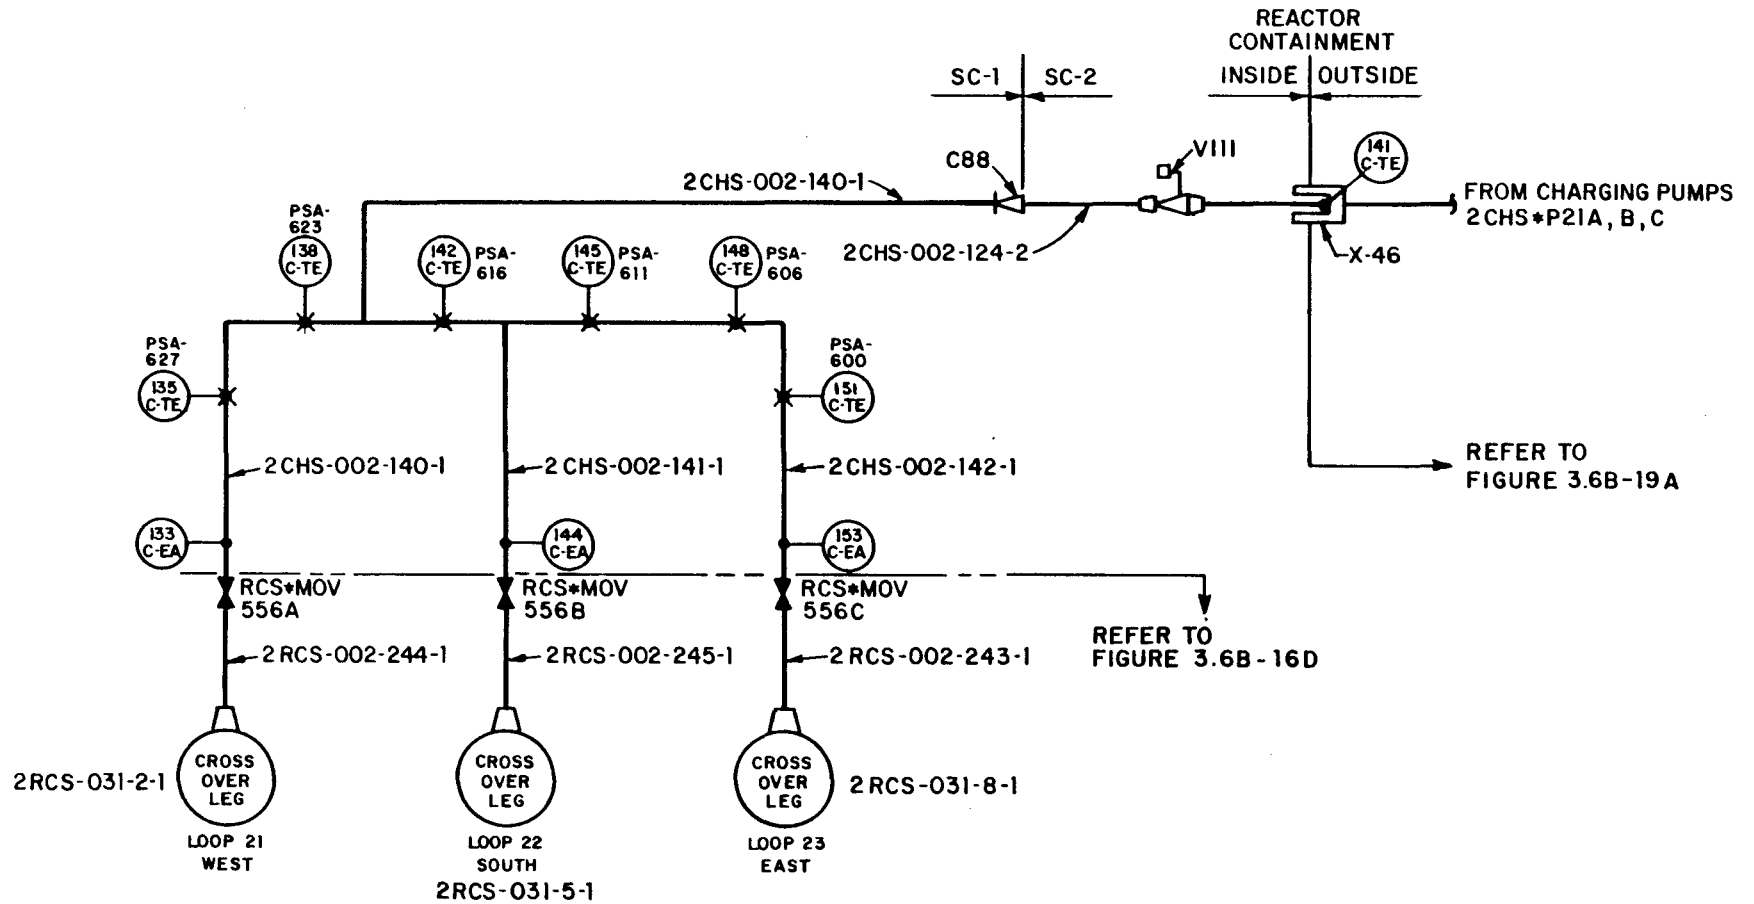 REACTOR
CONTAINMENT
INSIDE OUTSIDE
SC-1 SC-2
141
C-TE
V111
C88
2CHS-002-140-1
FROM CHARGING PUMPS
2CHS*P21A, B, C
2CHS-002-124-2
X-46
PSA-
623
138
C-TE
142
C-TE
PSA-
616
145
C-TE
PSA-
611
148
C-TE
PSA-
606
PSA-
627
135
C-TE
PSA-
600
151
C-TE
2CHS-002-140-1
2CHS-002-141-1
2CHS-002-142-1
REFER TO
FIGURE 3.6B-19A
133
C-EA
144
C-EA
153
C-EA
RCS*MOV
556A
RCS*MOV
556B
RCS*MOV
556C
REFER TO
FIGURE 3.6B-16D
2RCS-002-244-1
2RCS-002-245-1
2RCS-002-243-1
2RCS-031-2-1
CROSS
OVER
LEG
CROSS
OVER
LEG
CROSS
OVER
LEG
2RCS-031-8-1
LOOP 21
WEST
LOOP 22
SOUTH
2RCS-031-5-1
LOOP 23
EAST